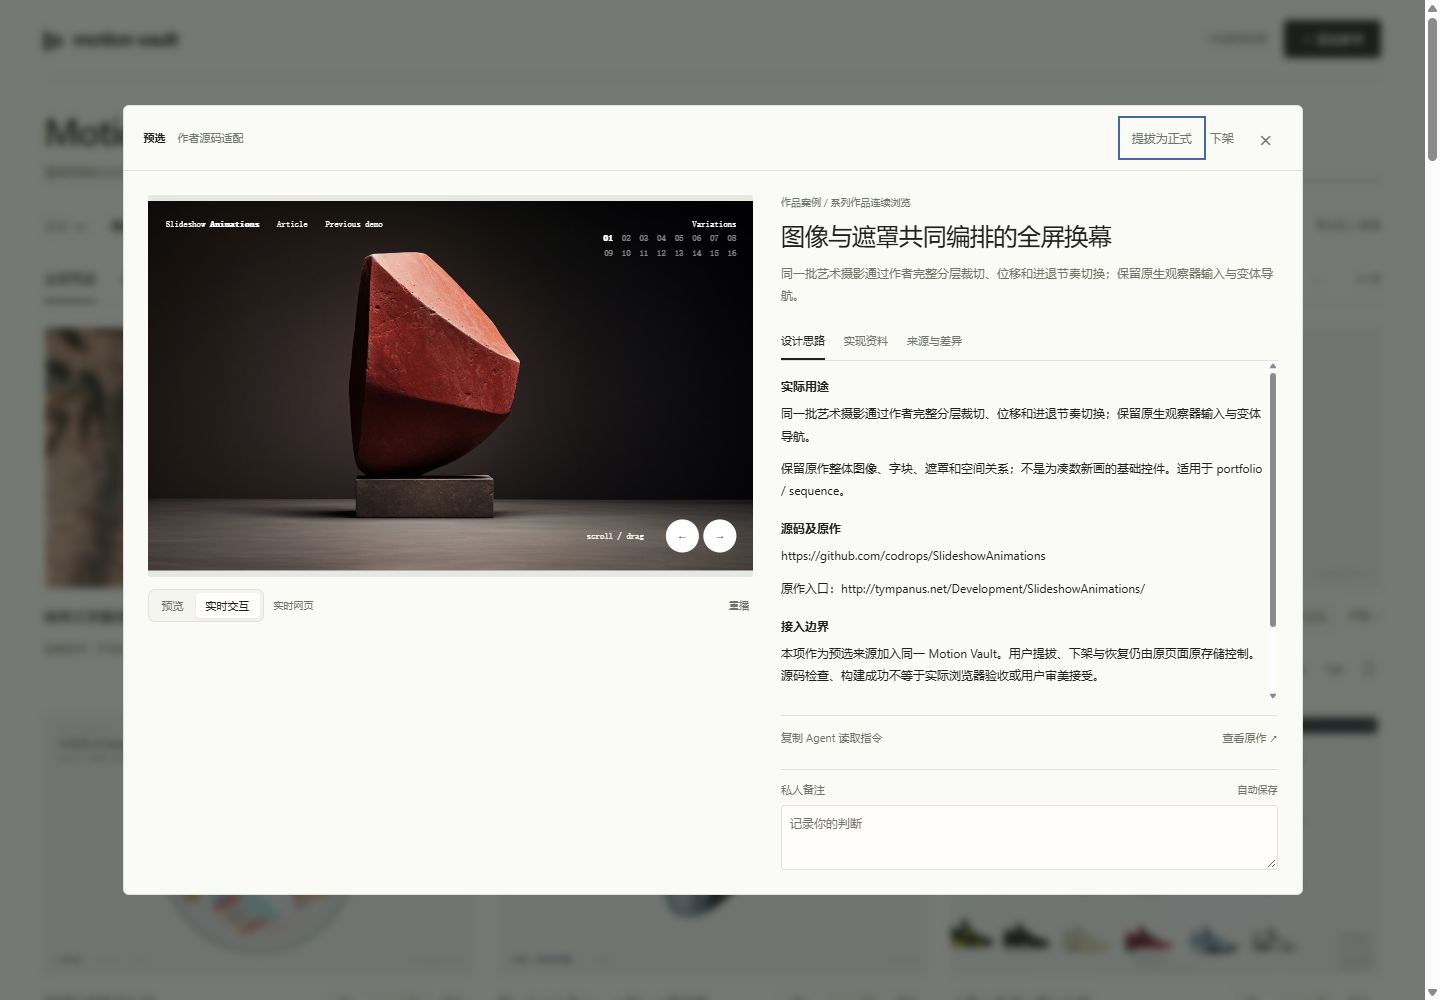 motion vault
预选 作者源码适配
提拔为正式 下架 ×
Slideshow Animations Article Previous demo
Variations
01 02 03 04 05 06 07 08
09 10 11 12 13 14 15 16
scroll / drag ← →
预览 实时交互 实时网页 重播
作品案例 / 系列作品连续浏览
图像与遮罩共同编排的全屏换幕
同一批艺术摄影通过作者完整分层裁切、位移和进退节奏切换；保留原生观察器输入与变体导
航。
设计思路 实现资料 来源与差异
实际用途
同一批艺术摄影通过作者完整分层裁切、位移和进退节奏切换；保留原生观察器输入与变体
导航。
保留原作整体图像、字块、遮罩和空间关系；不是为凑数新画的基础控件。适用于 portfolio
/ sequence。
源码及原作
https://github.com/codrops/SlideshowAnimations
原作入口：http://tympanus.net/Development/SlideshowAnimations/
接入边界
本项作为预选来源加入同一 Motion Vault。用户提拔、下架与恢复仍由原页面原存储控制。
源码检查、构建成功不等于实际浏览器验收或用户审美接受。
复制 Agent 读取指令 查看原作 ↗
私人备注 自动保存
记录你的判断